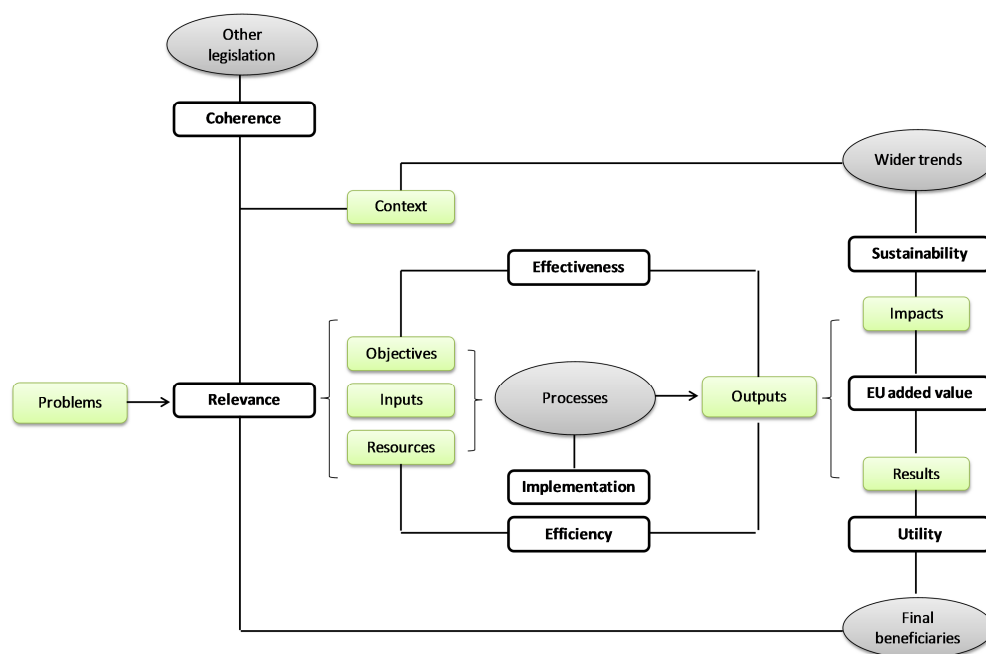 Other
legislation
Coherence
Wider trends
Context
Sustainability
Effectiveness
Impacts
Objectives
Problems
Relevance
Inputs
Processes
Outputs
EU added value
Resources
Results
Implementation
Efficiency
Utility
Final
beneficiaries